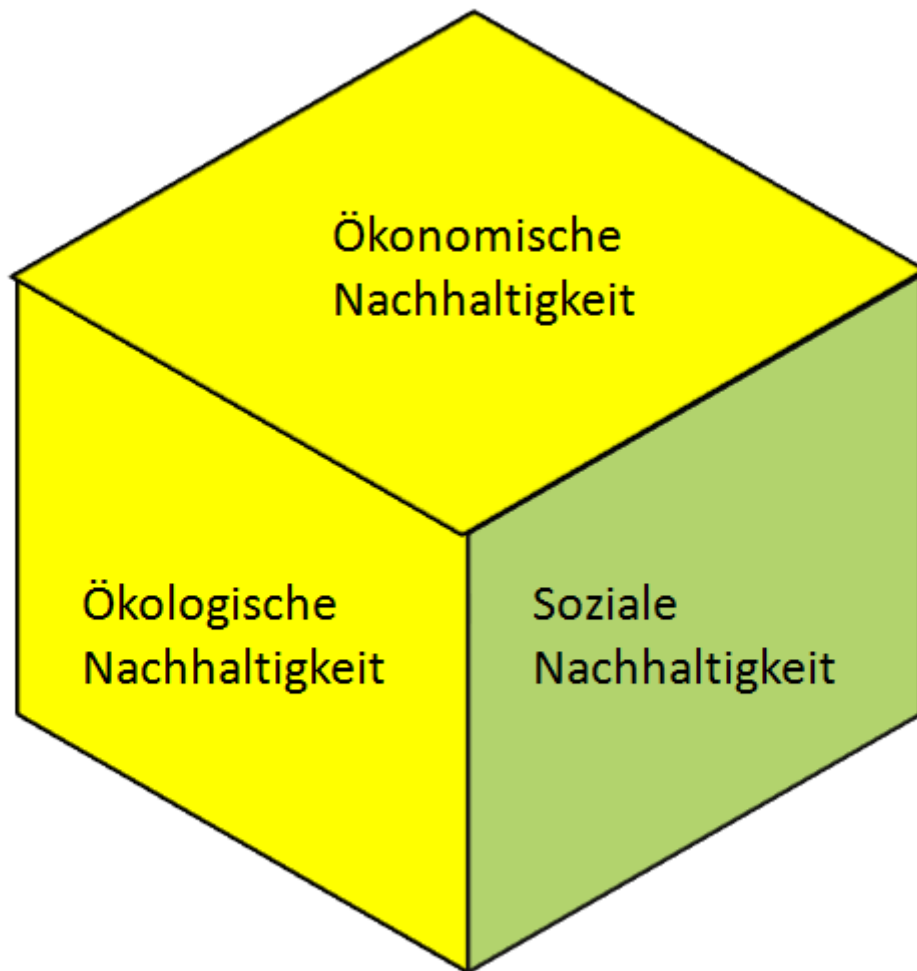 Ökonomische
Nachhaltigkeit
Ökologische
Nachhaltigkeit
Soziale
Nachhaltigkeit